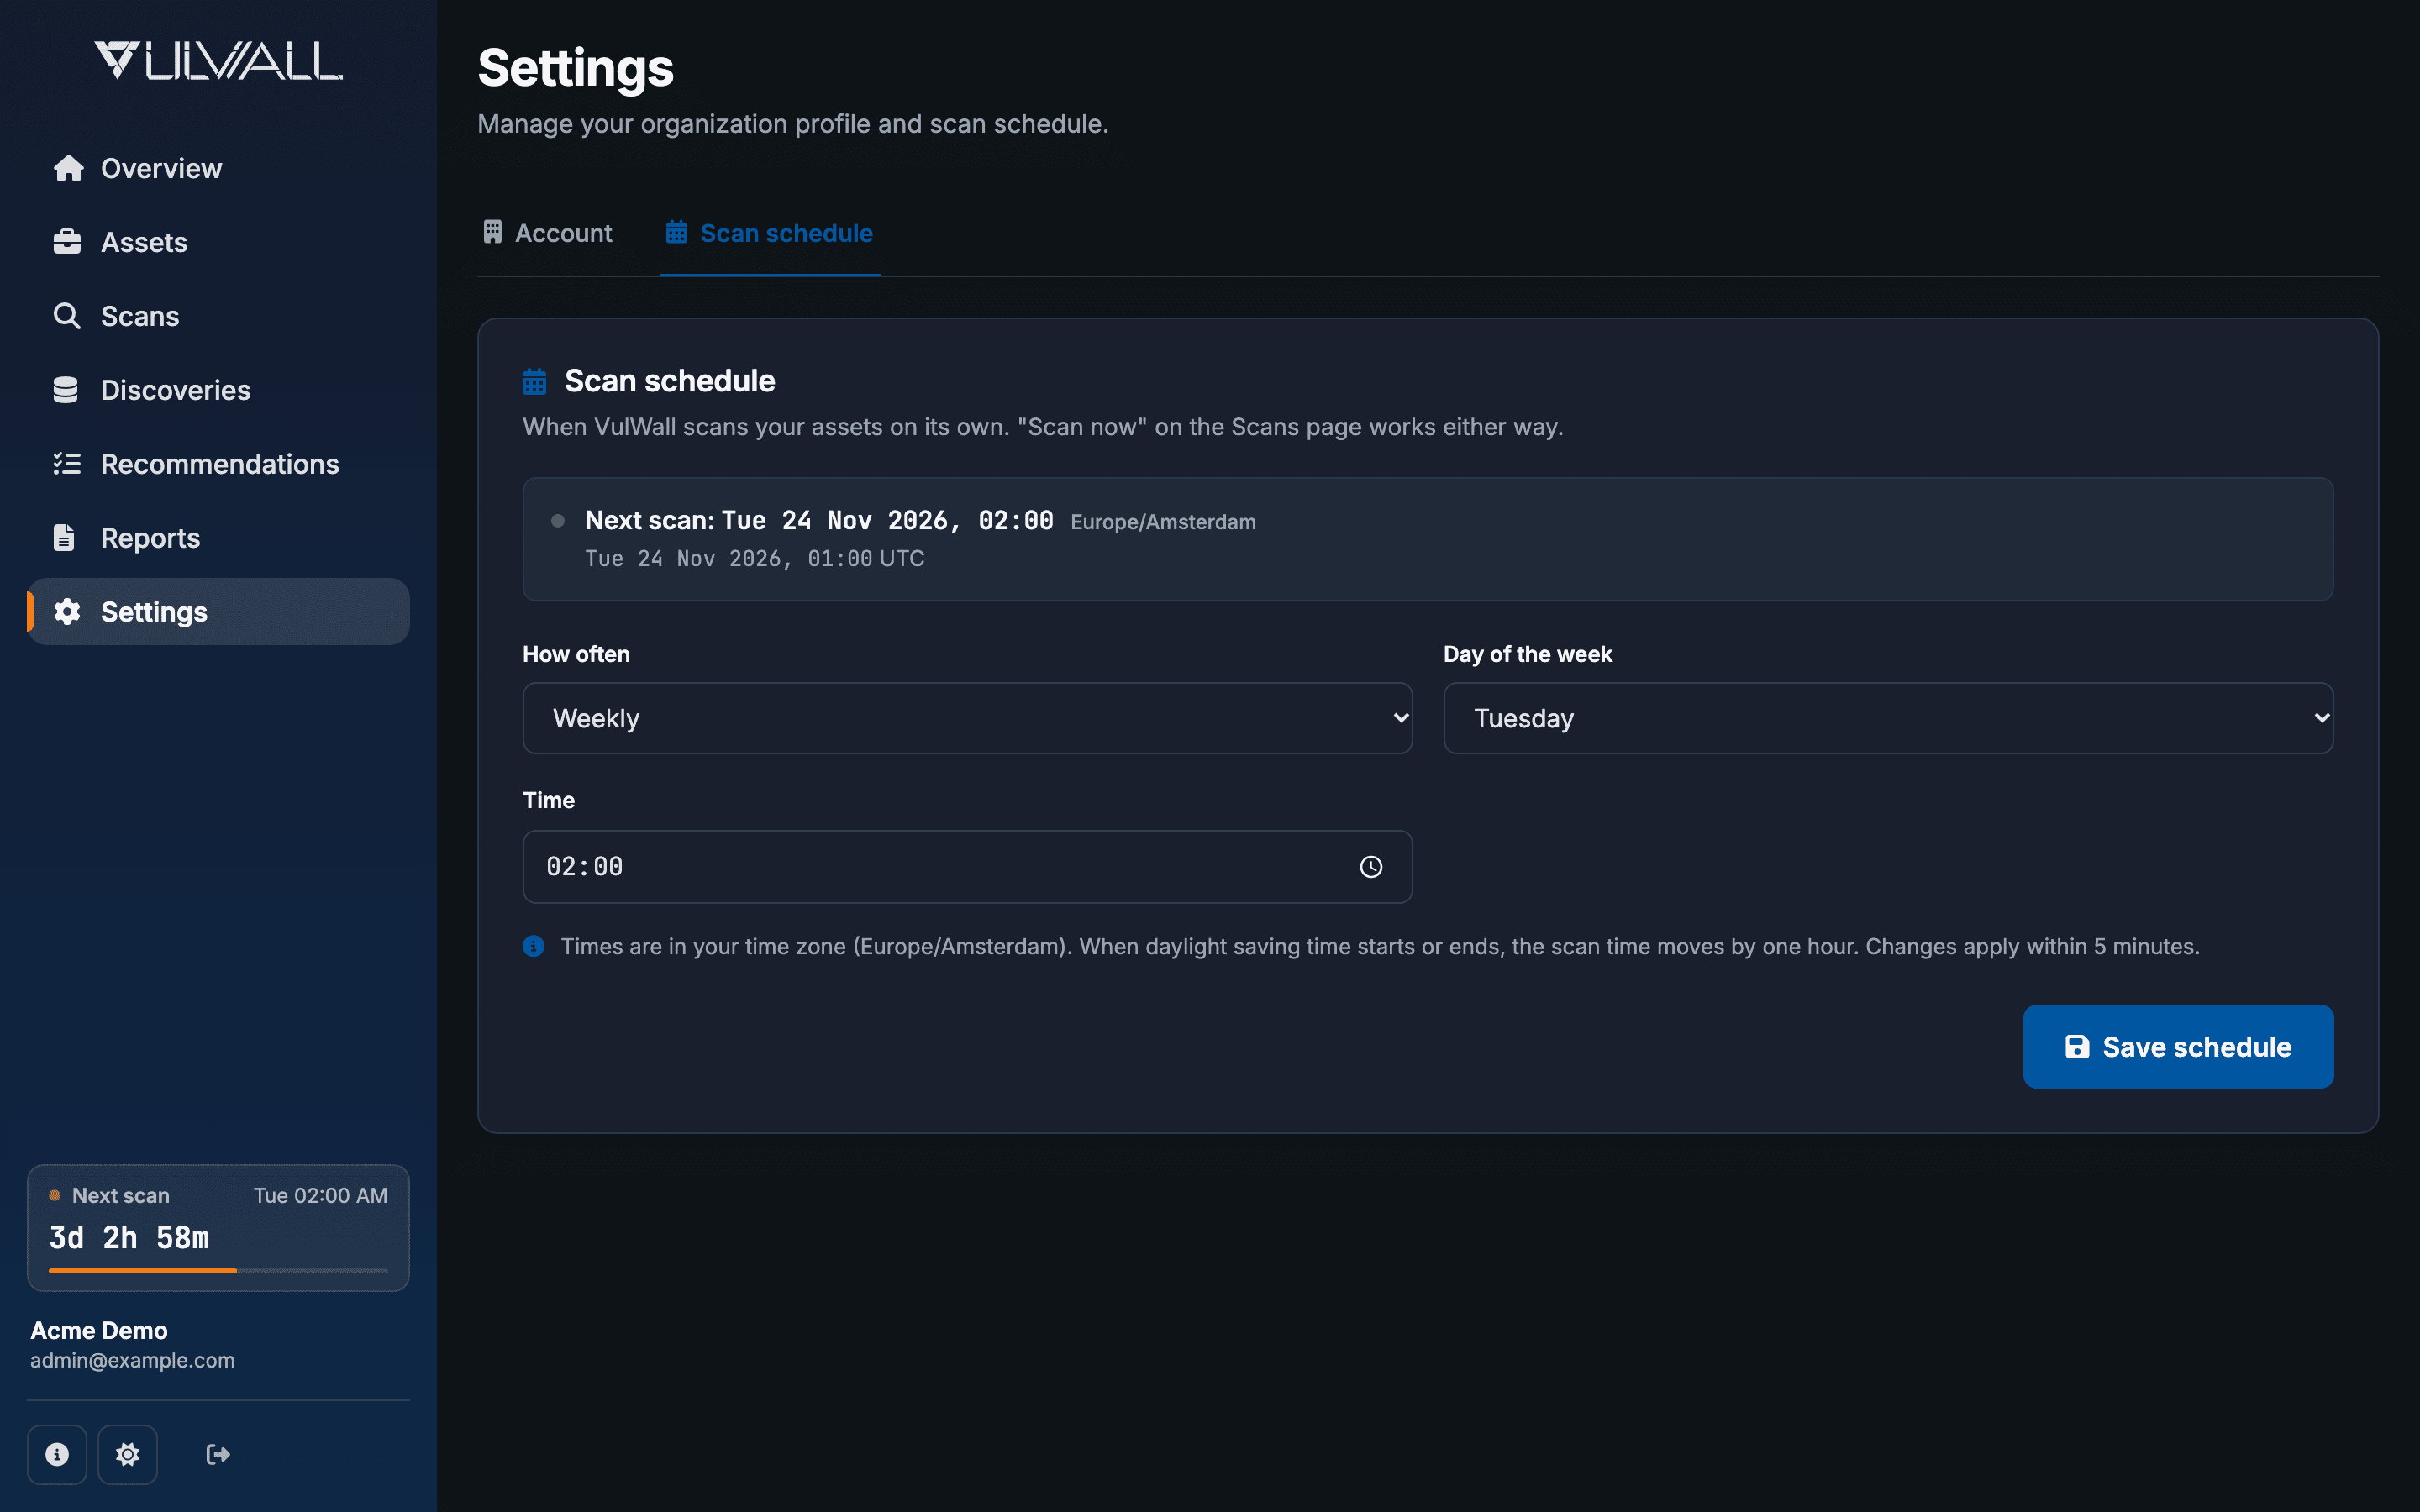 VULWALL
Overview
Assets
Scans
Discoveries
Recommendations
Reports
Settings
Next scan Tue 02:00 AM
3d 2h 58m
Acme Demo
admin@example.com
Settings
Manage your organization profile and scan schedule.
Account Scan schedule
Scan schedule
When VulWall scans your assets on its own. "Scan now" on the Scans page works either way.
Next scan: Tue 24 Nov 2026, 02:00 Europe/Amsterdam
Tue 24 Nov 2026, 01:00 UTC
How often Day of the week
Weekly Tuesday
Time
02:00
Times are in your time zone (Europe/Amsterdam). When daylight saving time starts or ends, the scan time moves by one hour. Changes apply within 5 minutes.
Save schedule